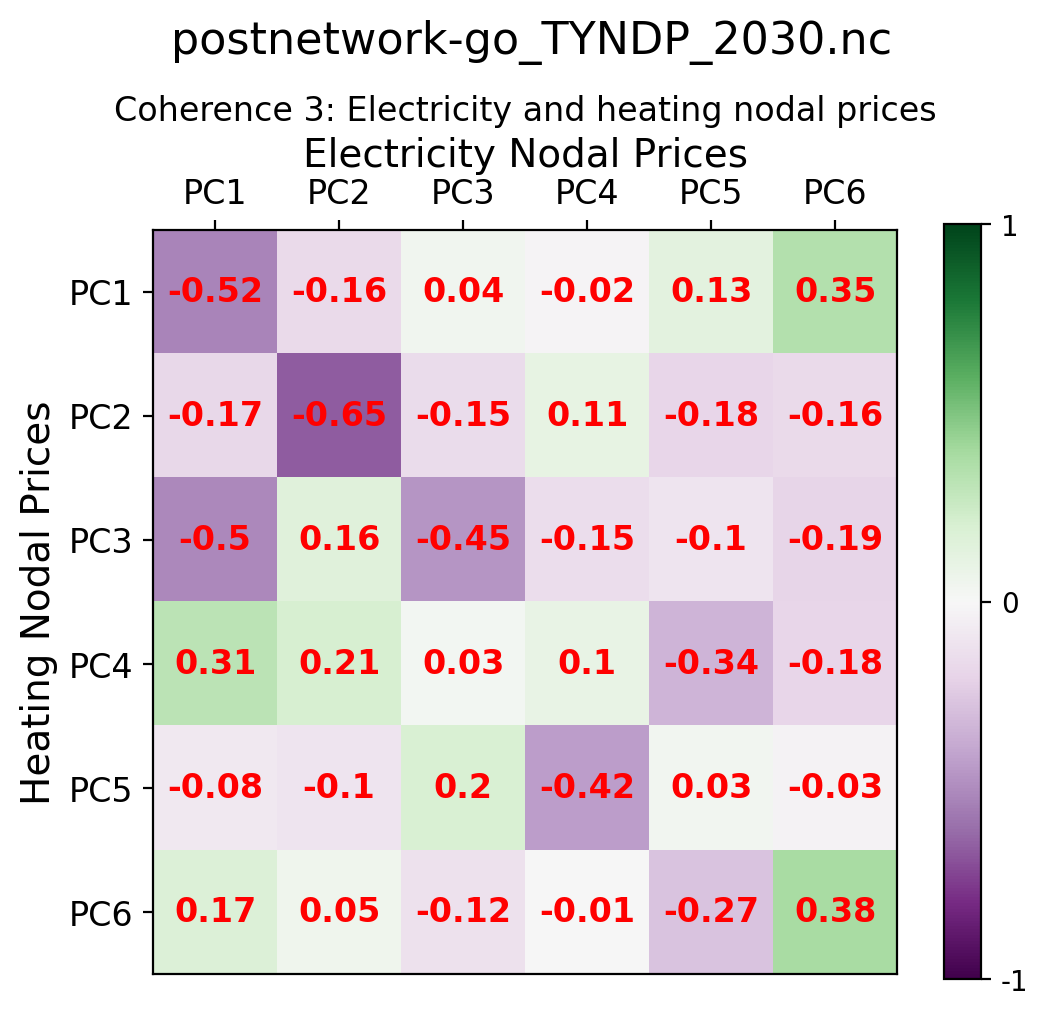 postnetwork-go_TYNDP_2030.nc
Coherence 3: Electricity and heating nodal prices
Electricity Nodal Prices
PC1 PC2 PC3 PC4 PC5 PC6
Heating Nodal Prices
PC1 -0.52 -0.16 0.04 -0.02 0.13 0.35
PC2 -0.17 -0.65 -0.15 0.11 -0.18 -0.16
PC3 -0.5 0.16 -0.45 -0.15 -0.1 -0.19
PC4 0.31 0.21 0.03 0.1 -0.34 -0.18
PC5 -0.08 -0.1 0.2 -0.42 0.03 -0.03
PC6 0.17 0.05 -0.12 -0.01 -0.27 0.38
1
0
-1